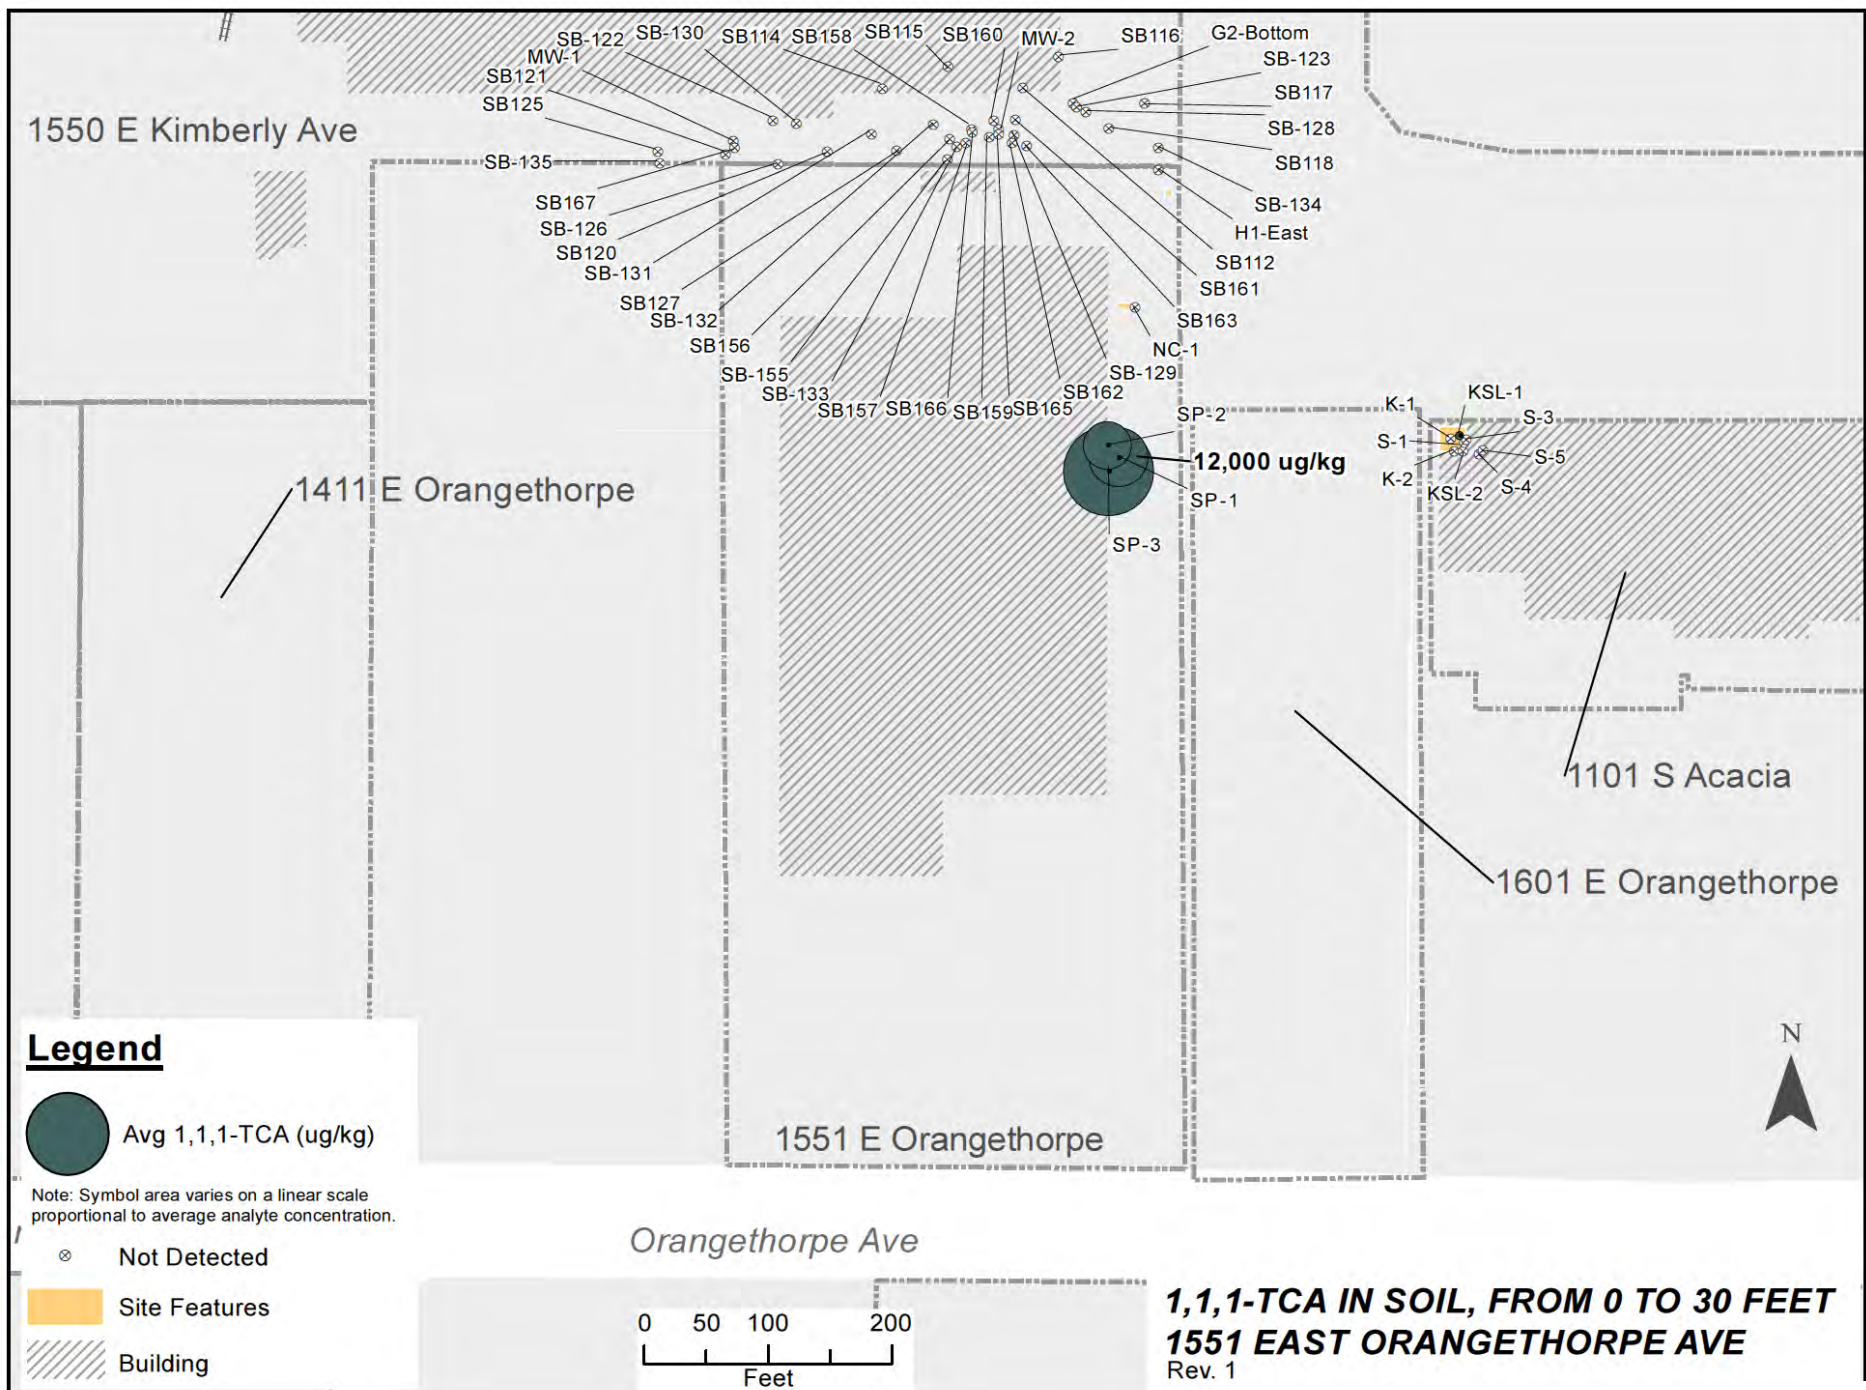 SB-122
SB-130
SB114
SB158
SB115
SB160
MW-2
SB116
G2-Bottom
MW-1
SB-123
SB121
SB117
SB125
1550 E Kimberly Ave
SB-128
SB-135
SB118
SB167
SB-134
SB-126
H1-East
SB120
SB-131
SB112
SB161
SB127
SB-132
SB163
SB156
NC-1
SB-155
SB-129
SB-133
SB162
SB157
SB166
SB159
SB165
SP-2
K-1
KSL-1
S-3
S-1
12,000 ug/kg
S-5
K-2
KSL-2
S-4
1411 E Orangethorpe
SP-1
SP-3
1101 S Acacia
1601 E Orangethorpe
Legend
N
Avg 1,1,1-TCA (ug/kg)
1551 E Orangethorpe
Note: Symbol area varies on a linear scale
proportional to average analyte concentration.
Orangethorpe Ave
Not Detected
Site Features
Building
0 50 100 200
Feet
1,1,1-TCA IN SOIL, FROM 0 TO 30 FEET
1551 EAST ORANGETHORPE AVE
Rev. 1